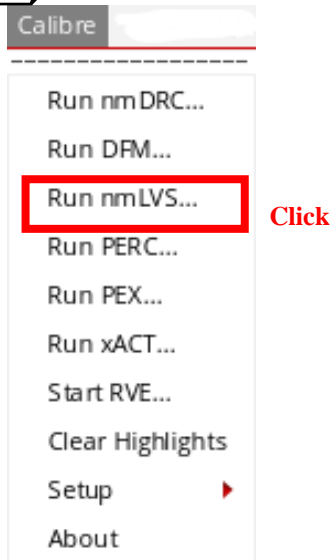 Calibre
------------------
Run nmDRC...
Run DFM...
Run nmLVS...
Click
Run PERC...
Run PEX...
Run xACT...
Start RVE...
Clear Highlights
Setup
About